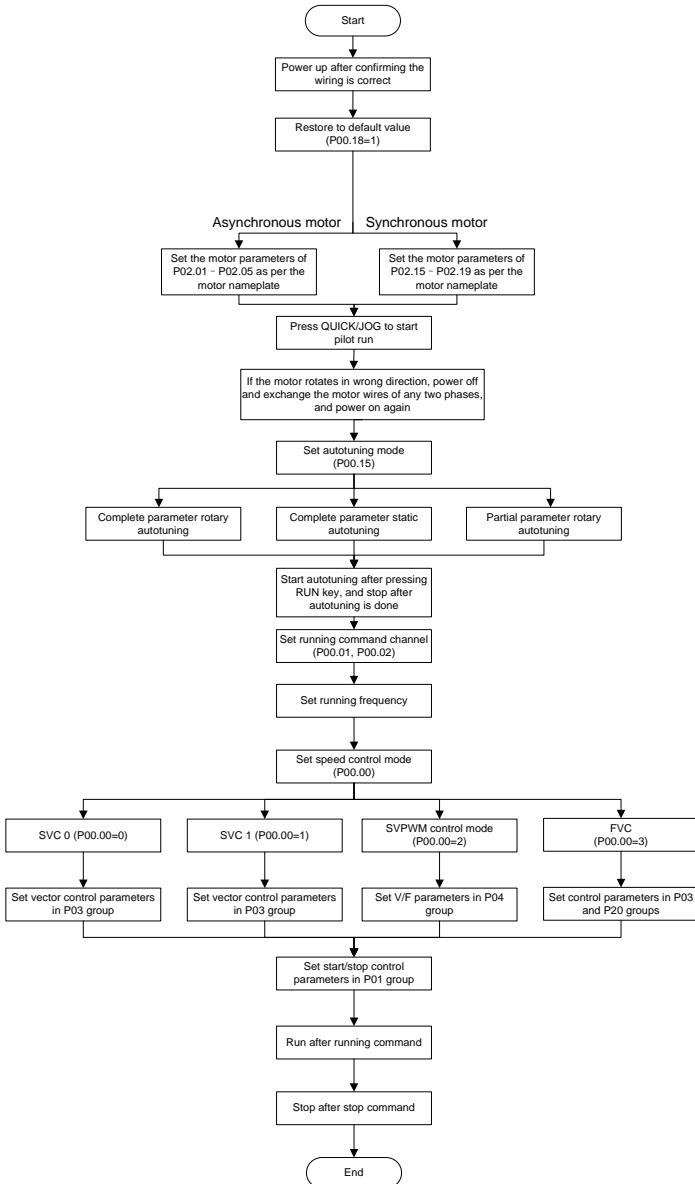 Start
Power up after confirming the
wiring is correct
Restore to default value
(P00.18=1)
Asynchronous motor
Synchronous motor
Set the motor parameters of
P02.01﹣P02.05 as per the
motor nameplate
Set the motor parameters of
P02.15﹣P02.19 as per the
motor nameplate
Press QUICK/JOG to start
pilot run
If the motor rotates in wrong direction, power off
and exchange the motor wires of any two phases,
and power on again
Set autotuning mode
(P00.15)
Complete parameter rotary
autotuning
Complete parameter static
autotuning
Partial parameter rotary
autotuning
Start autotuning after pressing
RUN key, and stop after
autotuning is done
Set running command channel
(P00.01, P00.02)
Set running frequency
Set speed control mode
(P00.00)
SVC 0 (P00.00=0)
SVC 1 (P00.00=1)
SVPWM control mode
(P00.00=2)
FVC
(P00.00=3)
Set vector control parameters
in P03 group
Set vector control parameters
in P03 group
Set V/F parameters in P04
group
Set control parameters in P03
and P20 groups
Set start/stop control
parameters in P01 group
Run after running command
Stop after stop command
End